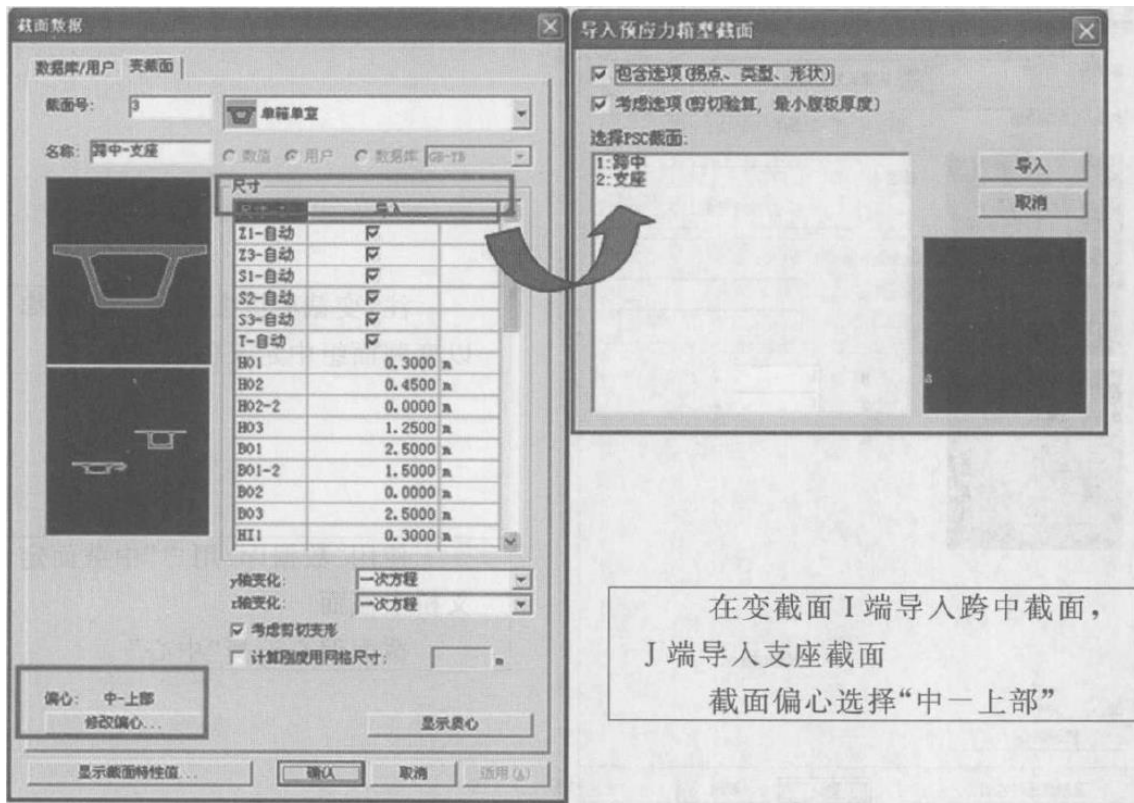 截面数据
数据库/用户 变截面
截面号: 3
单箱单室
名称: 跨中-支座
数值 用户 数据库 GB-YB
尺寸
导入
Z1-自动
Z3-自动
S1-自动
S2-自动
S3-自动
T-自动
HO1 0.3000 m
HO2 0.4500 m
HO2-2 0.0000 m
HO3 1.2500 m
BO1 2.5000 m
BO1-2 1.5000 m
BO2 0.0000 m
BO3 2.5000 m
HI1 0.3000 m
y轴变化: 一次方程
z轴变化: 一次方程
考虑剪切变形
计算刚度用网格尺寸: m
偏心: 中-上部
修改偏心...
显示质心
显示截面特性值...
确认
取消
适用(A)
导入预应力箱型截面
包含选项(拐点、类型、形状)
考虑选项(剪切验算, 最小腹板厚度)
选择PSC截面:
1:跨中
2:支座
导入
取消
在变截面I端导入跨中截面,
J端导入支座截面
截面偏心选择“中-上部”